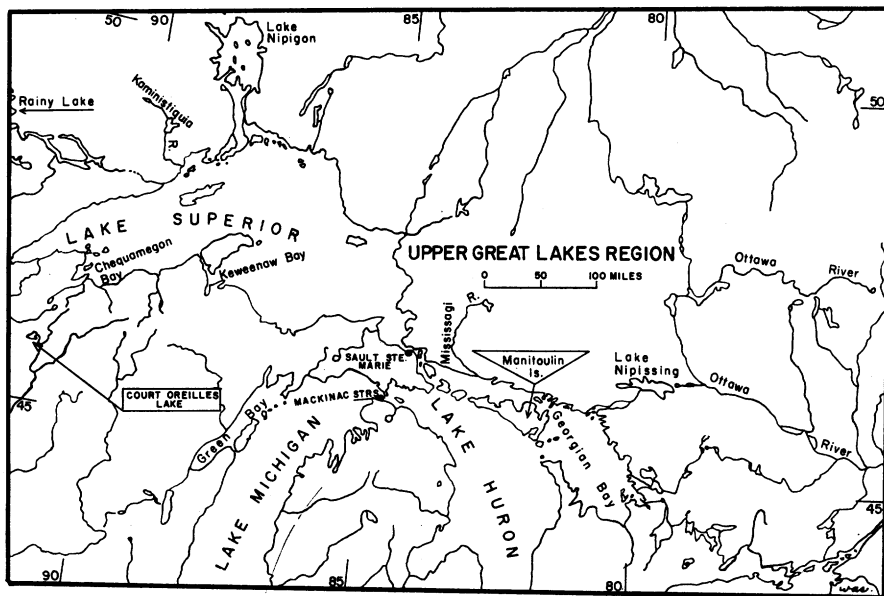 50
90
85
80
Lake
Nipigon
Kaministiquia
R.
Rainy Lake
50
LAKE SUPERIOR
Chequamegon
Bay
Keweenaw Bay
UPPER GREAT LAKES REGION
0 50 100 MILES
Ottawa
River
Mississagi
R.
SAULT STE.
MARIE
Manitoulin
Is.
Lake
Nipissing
Ottawa
River
COURT OREILLES
LAKE
45
MACKINAC STRS.
Green Bay
LAKE MICHIGAN
LAKE HURON
Georgian Bay
45
90
85
80